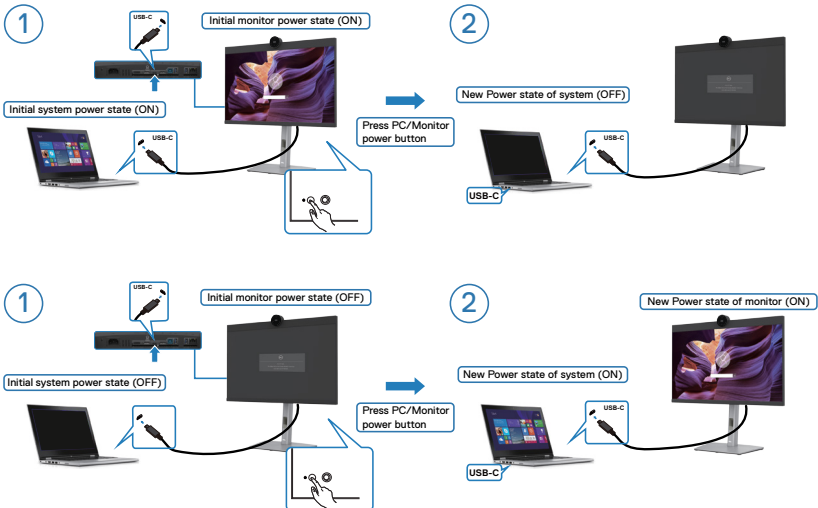 1
USB-C
Initial monitor power state (ON)
Initial system power state (ON)
USB-C
Press PC/Monitor
power button
2
New Power state of system (OFF)
USB-C
USB-C
1
USB-C
Initial monitor power state (OFF)
Initial system power state (OFF)
USB-C
Press PC/Monitor
power button
2
New Power state of monitor (ON)
New Power state of system (ON)
USB-C
USB-C